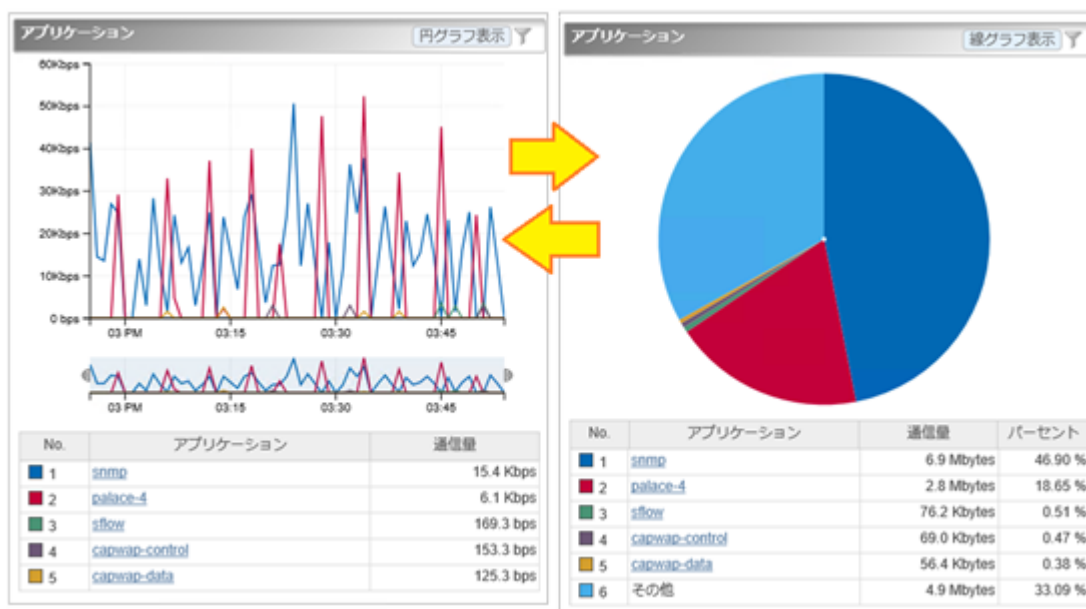 アプリケーション
円グラフ表示
60Kbps
50Kbps
40Kbps
30Kbps
20Kbps
10Kbps
0 bps
03 PM 03:15 03:30 03:45
03 PM 03:15 03:30 03:45
No. アプリケーション 通信量
1 snmp 15.4 Kbps
2 palace-4 6.1 Kbps
3 sflow 169.3 bps
4 capwap-control 153.3 bps
5 capwap-data 125.3 bps
アプリケーション
線グラフ表示
No. アプリケーション 通信量 パーセント
1 snmp 6.9 Mbytes 46.90 %
2 palace-4 2.8 Mbytes 18.65 %
3 sflow 76.2 Kbytes 0.51 %
4 capwap-control 69.0 Kbytes 0.47 %
5 capwap-data 56.4 Kbytes 0.38 %
6 その他 4.9 Mbytes 33.09 %